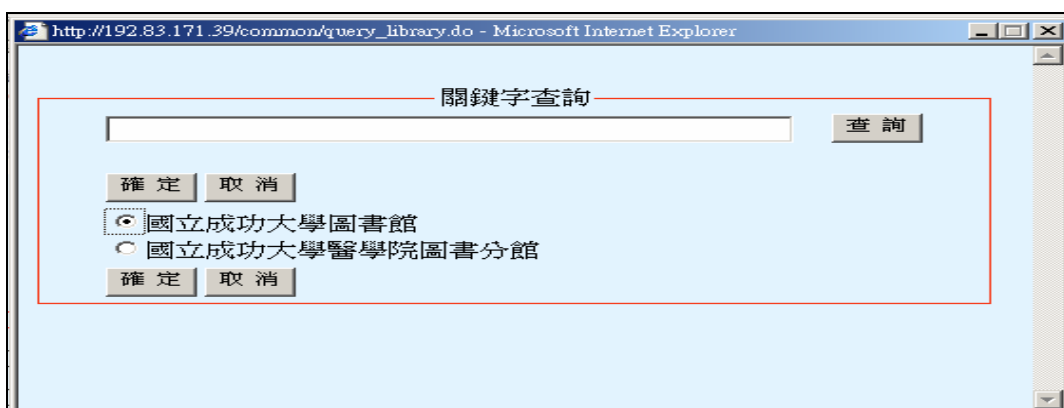 http://192.83.171.39/common/query_library.do - Microsoft Internet Explorer
關鍵字查詢
查 詢
確 定 取 消
國立成功大學圖書館
國立成功大學醫學院圖書分館
確 定 取 消